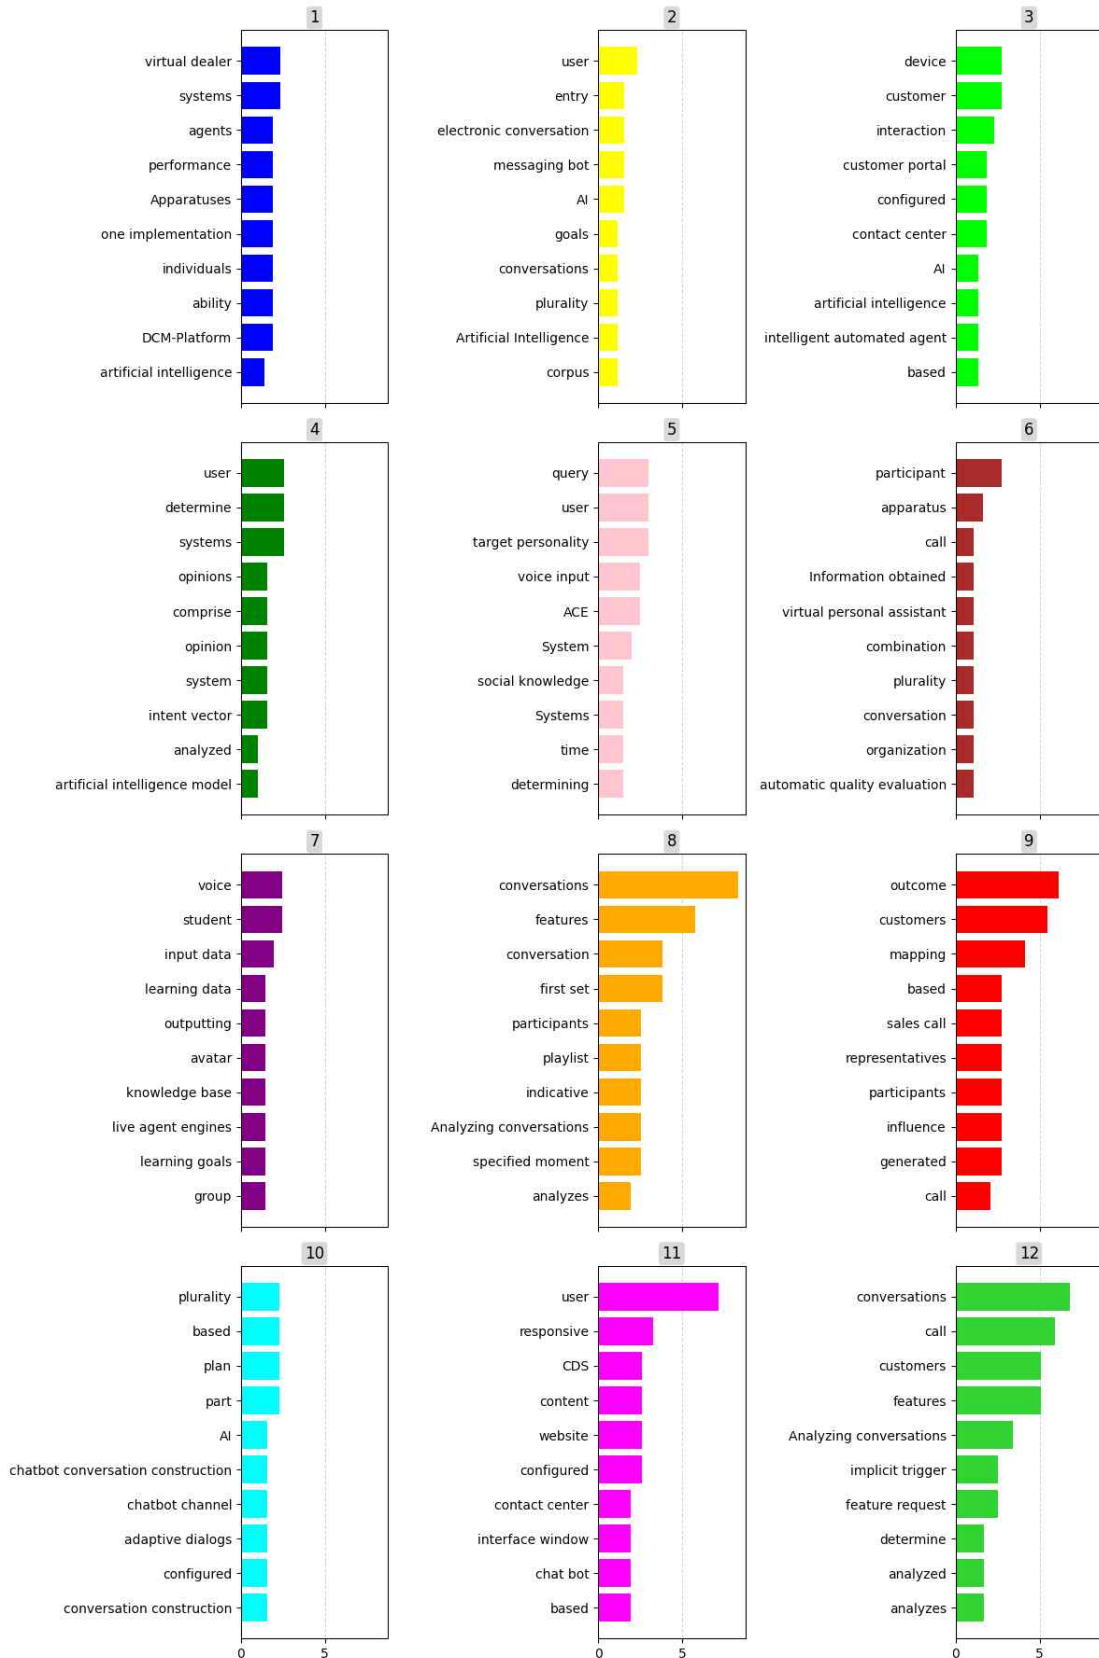 1
virtual dealer
systems
agents
performance
Apparatuses
one implementation
individuals
ability
DCM-Platform
artificial intelligence
2
user
entry
electronic conversation
messaging bot
AI
goals
conversations
plurality
Artificial Intelligence
corpus
3
device
customer
interaction
customer portal
configured
contact center
AI
artificial intelligence
intelligent automated agent
based
4
user
determine
systems
opinions
comprise
opinion
system
intent vector
analyzed
artificial intelligence model
5
query
user
target personality
voice input
ACE
System
social knowledge
Systems
time
determining
6
participant
apparatus
call
Information obtained
virtual personal assistant
combination
plurality
conversation
organization
automatic quality evaluation
7
voice
student
input data
learning data
outputting
avatar
knowledge base
live agent engines
learning goals
group
8
conversations
features
conversation
first set
participants
playlist
indicative
Analyzing conversations
specified moment
analyzes
9
outcome
customers
mapping
based
sales call
representatives
participants
influence
generated
call
10
plurality
based
plan
part
AI
chatbot conversation construction
chatbot channel
adaptive dialogs
configured
conversation construction
0 5
11
user
responsive
CDS
content
website
configured
contact center
interface window
chat bot
based
0 5
12
conversations
call
customers
features
Analyzing conversations
implicit trigger
feature request
determine
analyzed
analyzes
0 5